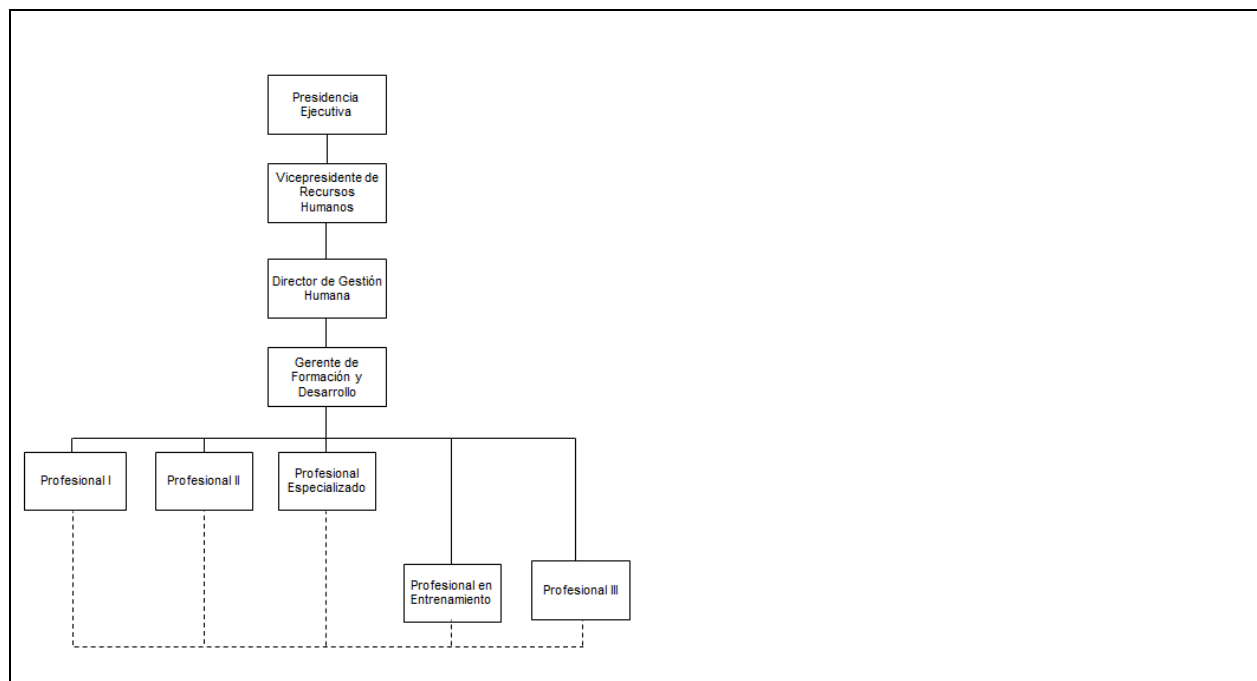 Presidencia
Ejecutiva
Vicepresidente de
Recursos
Humanos
Director de Gestión
Humana
Gerente de
Formación y
Desarrollo
Profesional I
Profesional II
Profesional
Especializado
Profesional en
Entrenamiento
Profesional III